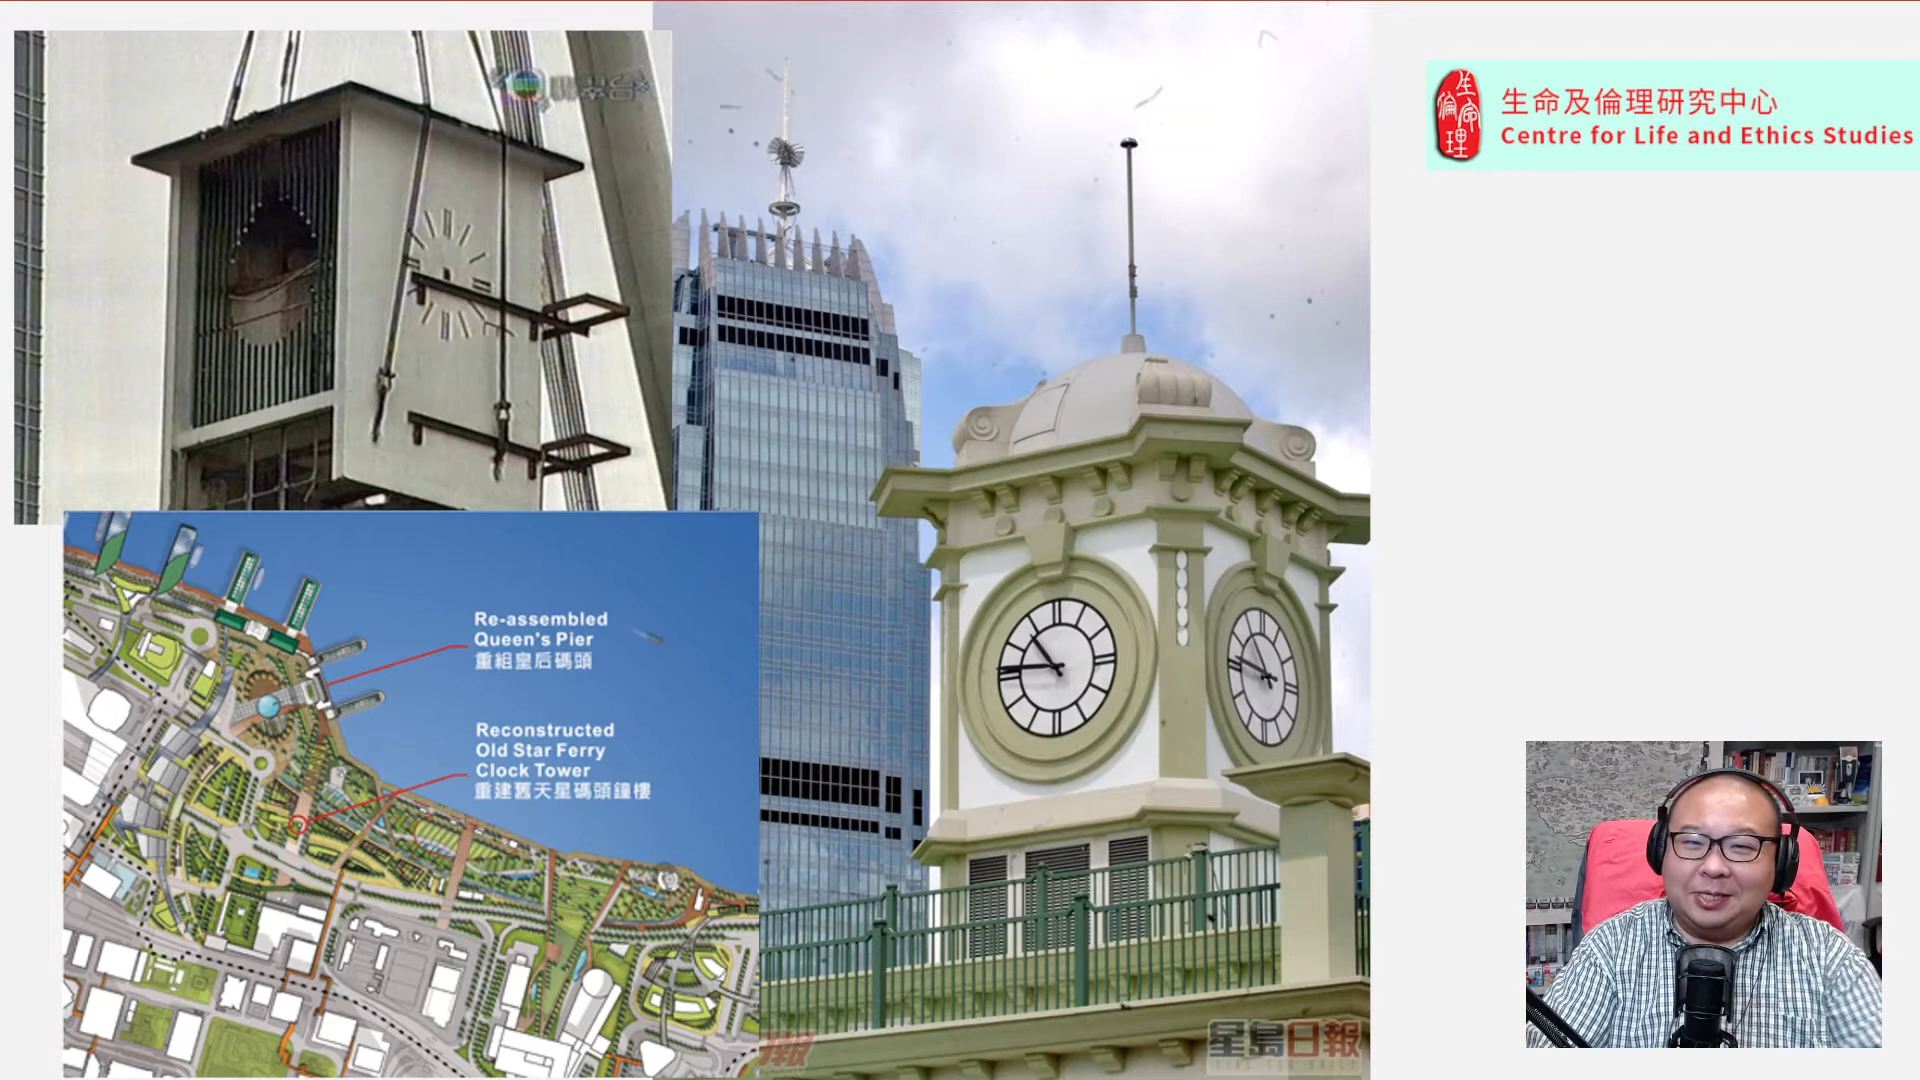 生命及倫理研究中心
Centre for Life and Ethics Studies
Re-assembled
Queen's Pier
重組皇后碼頭
Reconstructed
Old Star Ferry
Clock Tower
重建舊天星碼頭鐘樓
星島日報